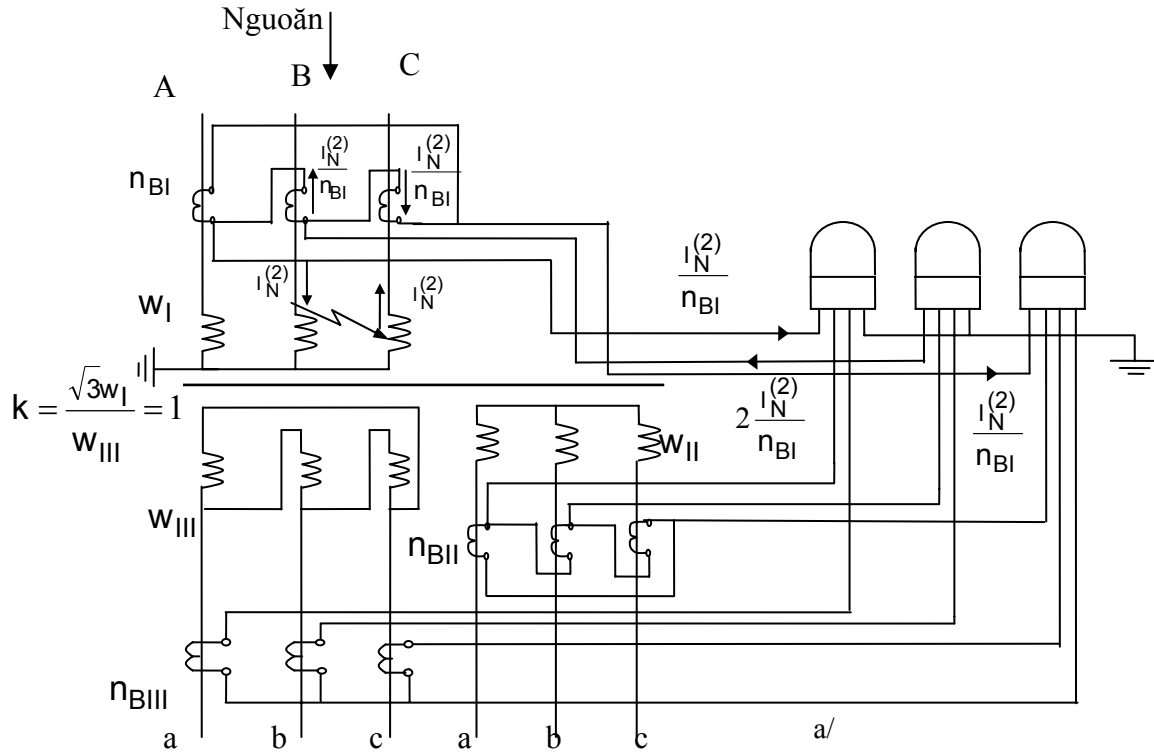 Nguoăn
A B C
n_BI
I_N^(2)/n_BI
I_N^(2)/n_BI
I_N^(2)
I_N^(2)
I_N^(2)/n_BI
w_I
k = √3w_I/w_III = 1
w_II
2 I_N^(2)/n_BI
I_N^(2)/n_BI
w_III
n_BII
n_BIII
a b c a b c a/